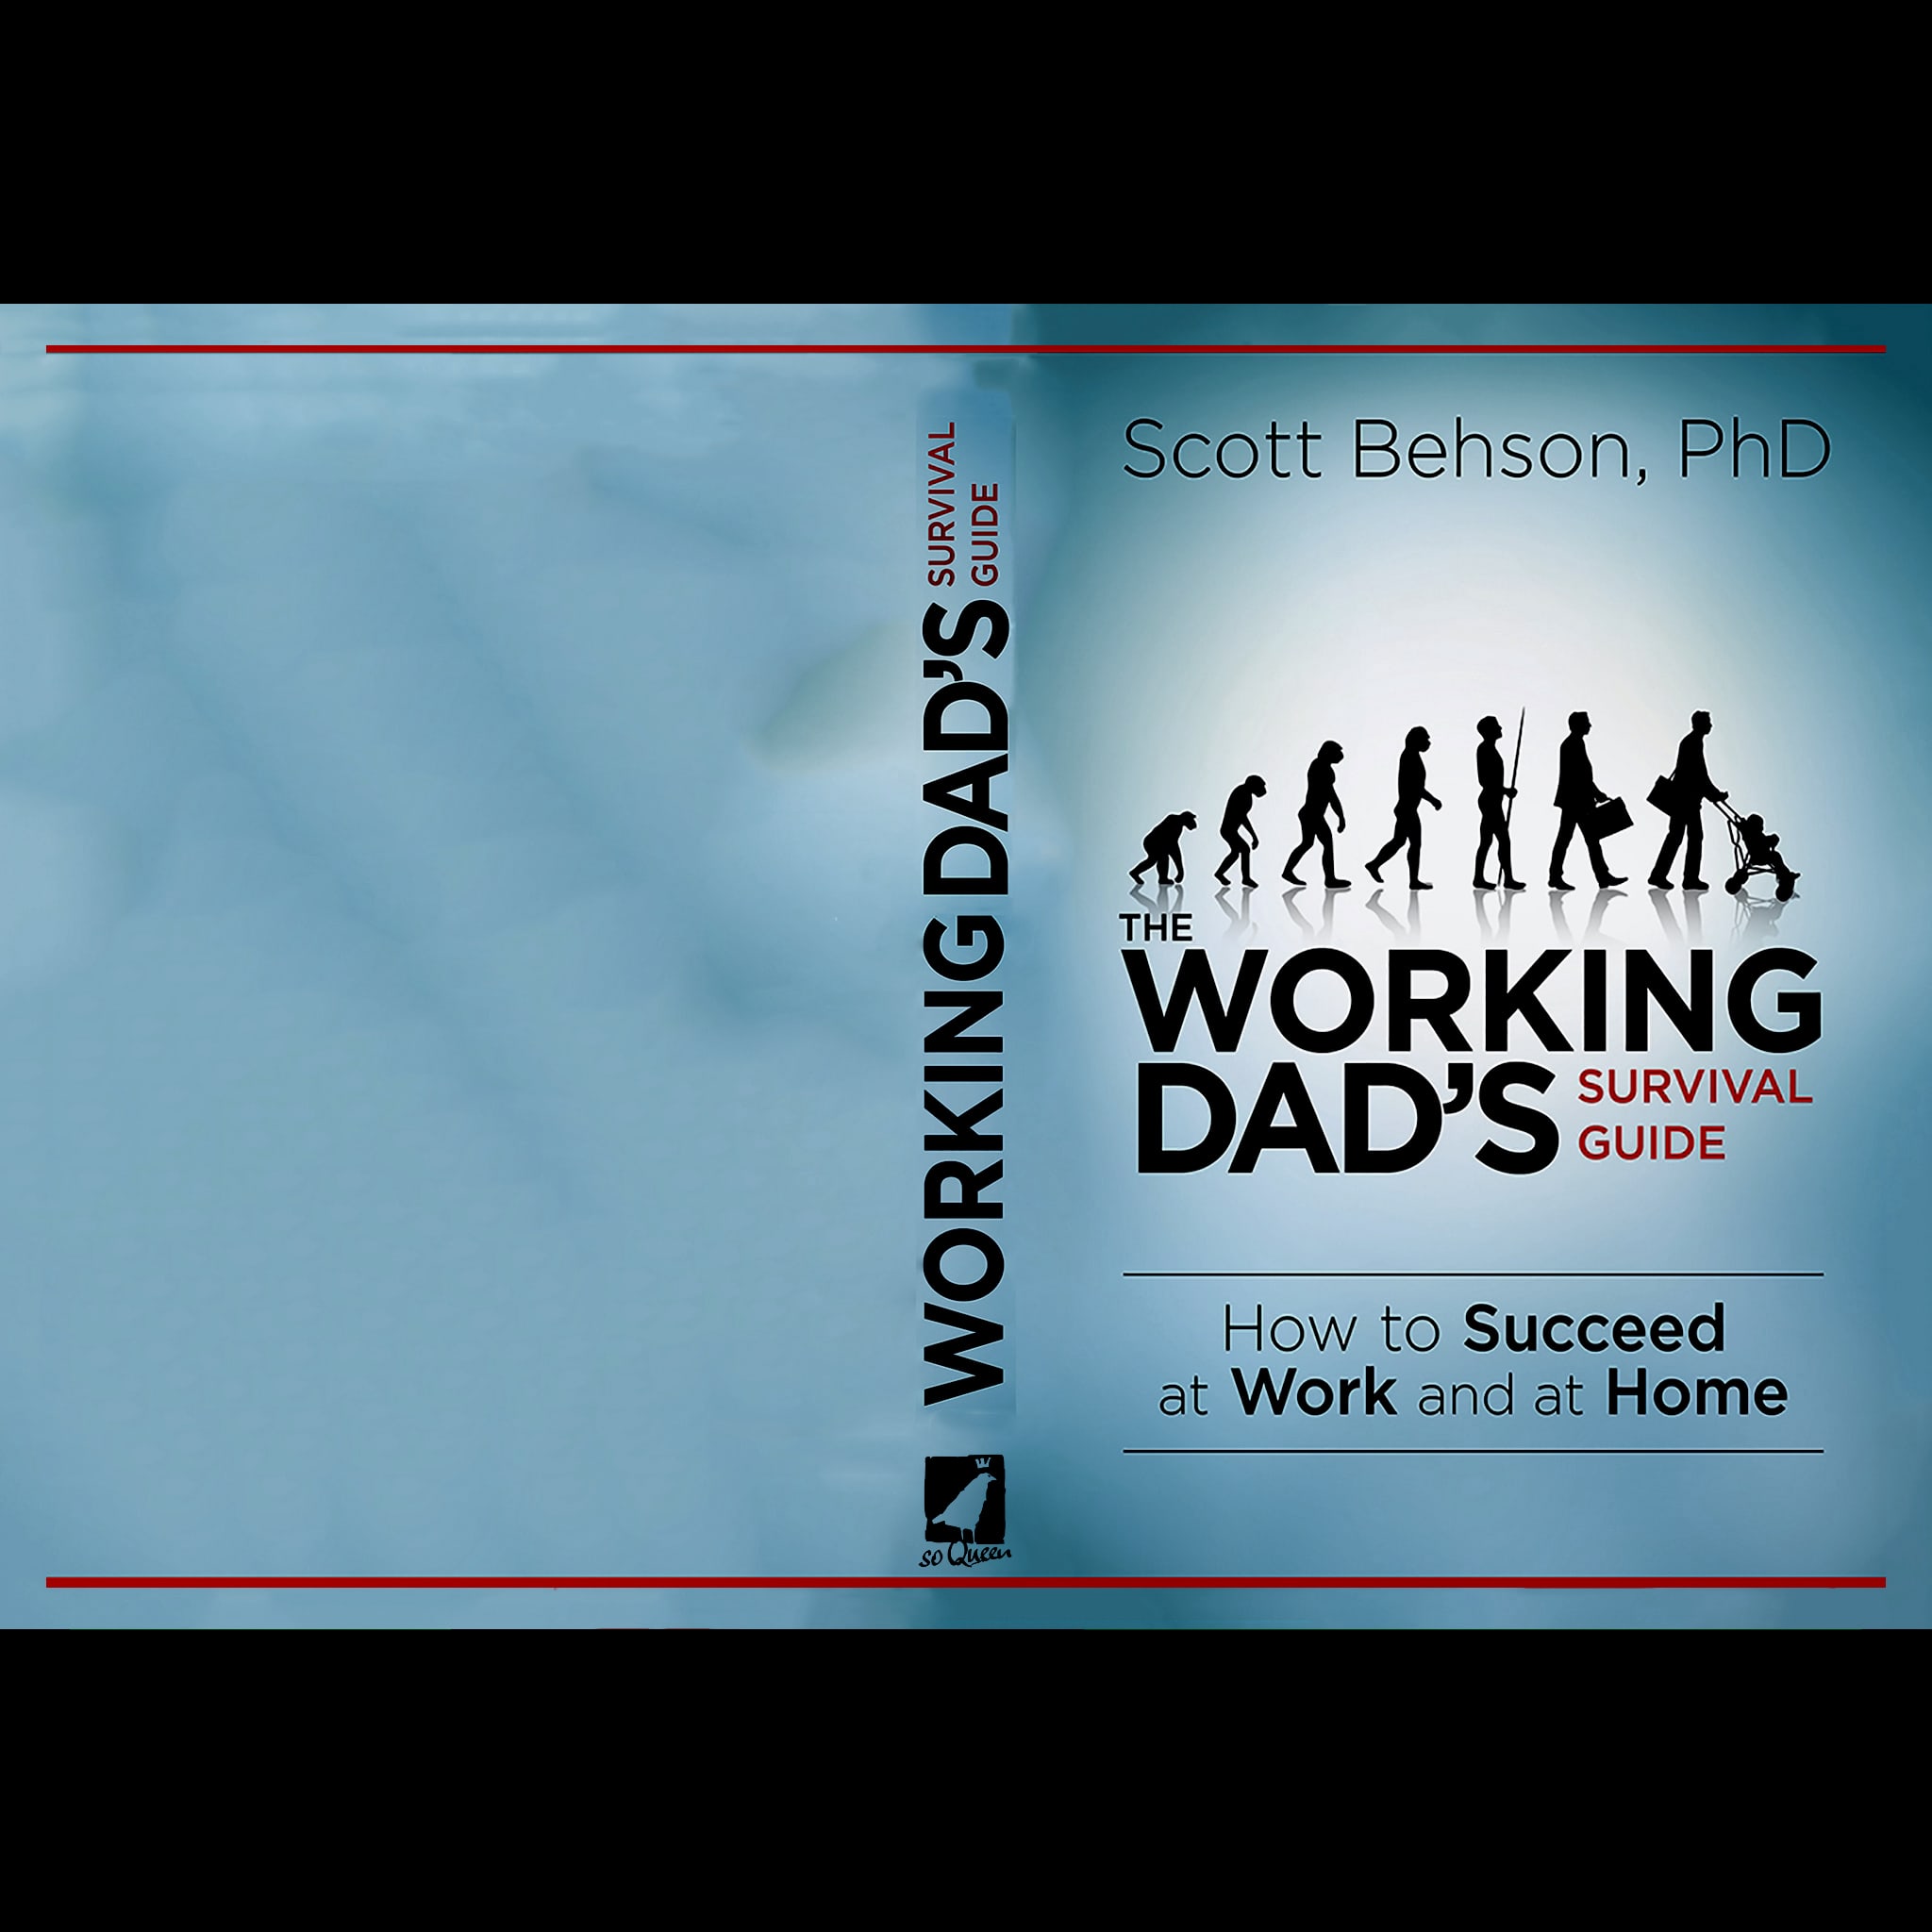 WORKING DAD'S SURVIVAL
GUIDE
so Queen
Scott Behson, PhD
THE
WORKING
DAD'S SURVIVAL
GUIDE
How to Succeed
at Work and at Home